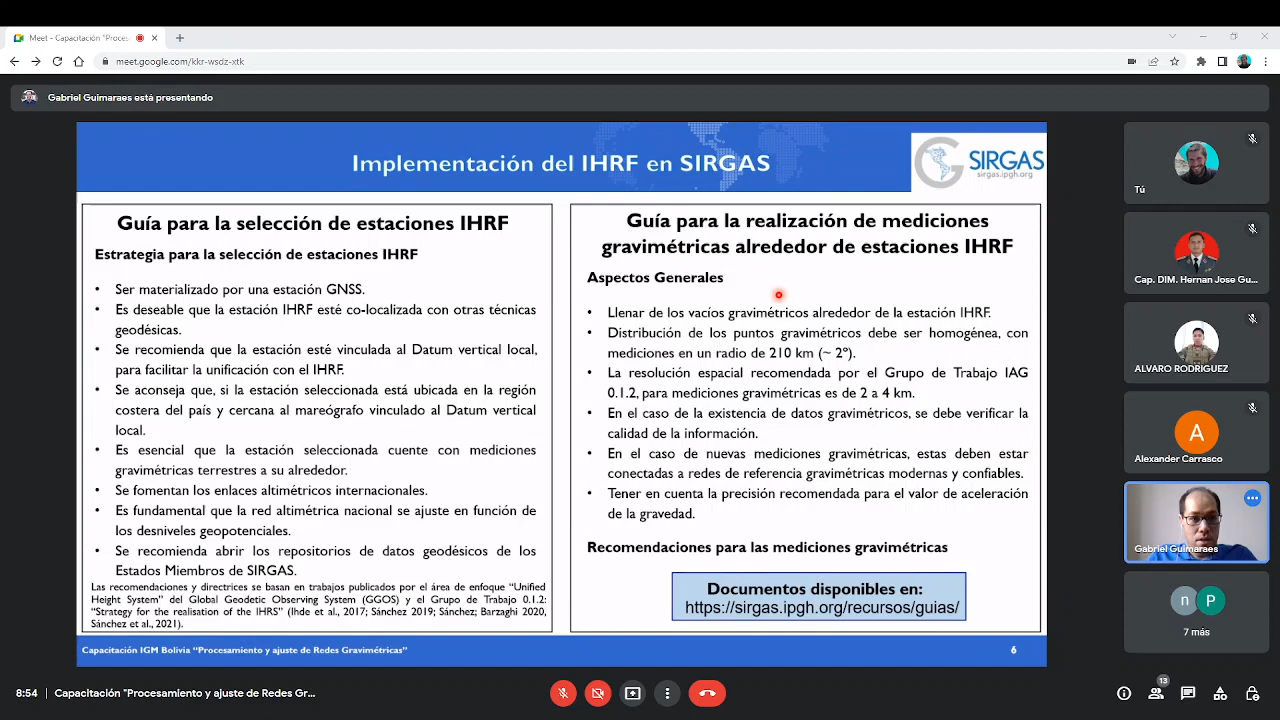 Meet - Capacitación "Proces
meet.google.com/kkr-wsdz-xtk
Gabriel Guimaraes está presentando
Implementación del IHRF en SIRGAS
SIRGAS
sirgas.ipgh.org
Guía para la selección de estaciones IHRF
Estrategia para la selección de estaciones IHRF
• Ser materializado por una estación GNSS.
• Es deseable que la estación IHRF esté co-localizada con otras técnicas
geodésicas.
• Se recomienda que la estación esté vinculada al Datum vertical local,
para facilitar la unificación con el IHRF.
• Se aconseja que, si la estación seleccionada está ubicada en la región
costera del país y cercana al mareógrafo vinculado al Datum vertical
local.
• Es esencial que la estación seleccionada cuente con mediciones
gravimétricas terrestres a su alrededor.
• Se fomentan los enlaces altimétricos internacionales.
• Es fundamental que la red altimétrica nacional se ajuste en función de
los desniveles geopotenciales.
• Se recomienda abrir los repositorios de datos geodésicos de los
Estados Miembros de SIRGAS.
Las recomendaciones y directrices se basan en trabajos publicados por el área de enfoque "Unified
Height System" del Global Geodetic Observing System (GGOS) y el Grupo de Trabajo 0.1.2:
"Strategy for the realisation of the IHRS" (Ihde et al., 2017; Sánchez 2019; Sánchez; Barzaghi 2020,
Sánchez et al., 2021).
Guía para la realización de mediciones
gravimétricas alrededor de estaciones IHRF
Aspectos Generales
• Llenar de los vacíos gravimétricos alrededor de la estación IHRF.
• Distribución de los puntos gravimétricos debe ser homogénea, con
mediciones en un radio de 210 km (~ 2º).
• La resolución espacial recomendada por el Grupo de Trabajo IAG
0.1.2, para mediciones gravimétricas es de 2 a 4 km.
• En el caso de la existencia de datos gravimétricos, se debe verificar la
calidad de la información.
• En el caso de nuevas mediciones gravimétricas, estas deben estar
conectadas a redes de referencia gravimétricas modernas y confiables.
• Tener en cuenta la precisión recomendada para el valor de aceleración
de la gravedad.
Recomendaciones para las mediciones gravimétricas
Documentos disponibles en:
https://sirgas.ipgh.org/recursos/guias/
Capacitación IGM Bolivia "Procesamiento y ajuste de Redes Gravimétricas"
6
Tú
Cap. DIM. Hernan Jose Gu...
ALVARO RODRIGUEZ
A
Alexander Carrasco
Gabriel Guimaraes
n P
7 más
8:54 | Capacitación "Procesamiento y ajuste de Redes Gr...
13